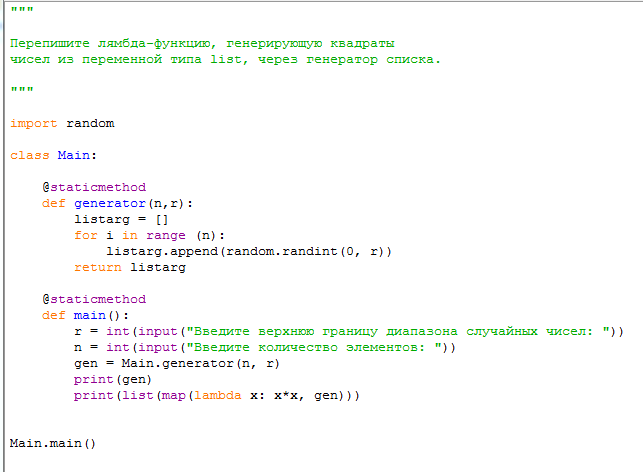 """
Перепишите лямбда-функцию, генерирующую квадраты
чисел из переменной типа list, через генератор списка.
"""
import random
class Main:
    @staticmethod
    def generator(n,r):
        listarg = []
        for i in range (n):
            listarg.append(random.randint(0, r))
        return listarg
    @staticmethod
    def main():
        r = int(input("Введите верхнюю границу диапазона случайных чисел: "))
        n = int(input("Введите количество элементов: "))
        gen = Main.generator(n, r)
        print(gen)
        print(list(map(lambda x: x*x, gen)))
Main.main()